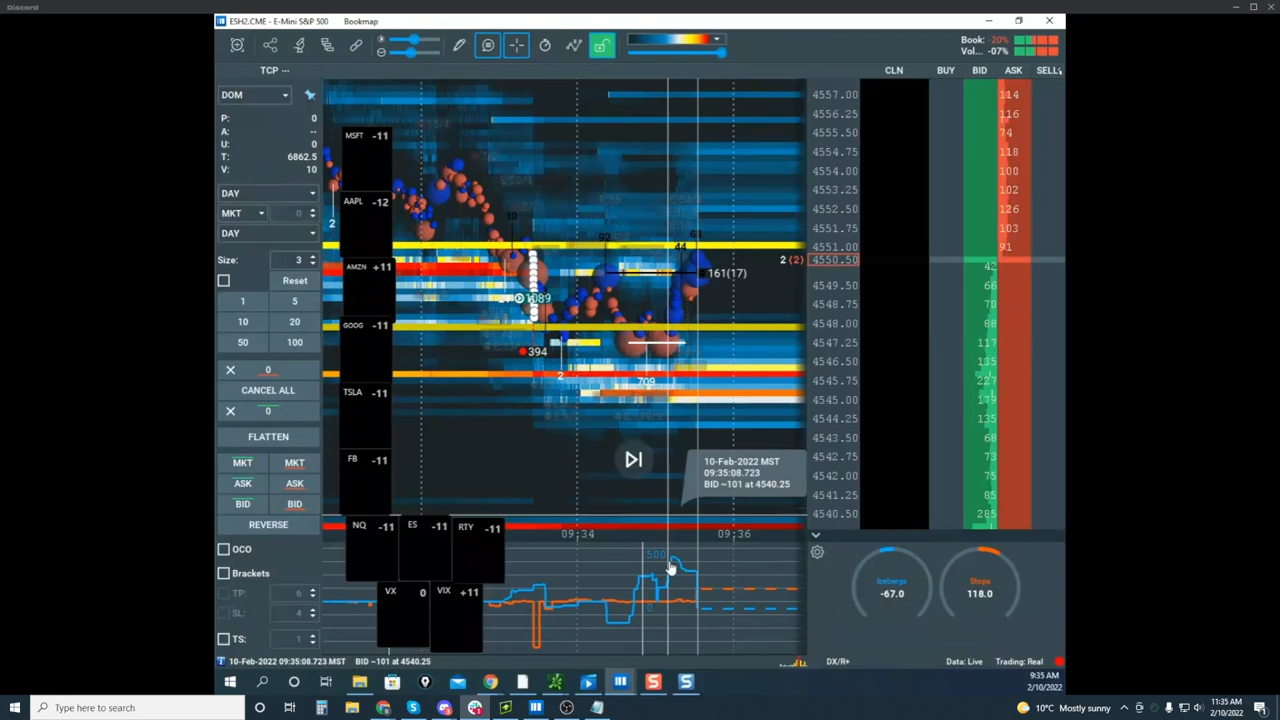 Discord
ESH2.CME - E-Mini S&P 500 Bookmap
Book: -20%
Vol... -07%
TCP ...
CLN BUY BID ASK SELL
DOM
P: 0
A: --
U: 0
T: 6862.5
V: 10
DAY
MKT 0
DAY
Size: 3
Reset
1 5
10 20
50 100
0
CANCEL ALL
0
FLATTEN
MKT MKT
ASK ASK
BID BID
REVERSE
OCO
Brackets
TP: 6
SL: 4
TS: 1
MSFT -11
AAPL -12
AMZN +11
GOOG -11
TSLA -11
FB -11
NQ -11 ES -11 RTY -11
VX 0 VIX +11
2
10
92
44
63
161(17)
1089
394
2
709
10-Feb-2022 MST
09:35:08.723
BID ~101 at 4540.25
09:34 09:36
500
0
4557.00 114
4556.25 116
4555.50 74
4554.75 118
4554.00 100
4553.25 102
4552.50 126
4551.75 103
4551.00 91
2 (2) 4550.50
42
4549.50 66
4548.75 70
4548.00 88
4547.25 117
4546.50 135
4545.75 227
4545.00 179
4544.25 135
4543.50 68
4542.75 73
4542.00 75
4541.25 85
4540.50 285
Icebergs
-67.0
Stops
118.0
10-Feb-2022 09:35:08.723 MST BID ~101 at 4540.25
DX/R+ Data: Live Trading: Real
9:35 AM
2/10/2022
Type here to search
10°C Mostly sunny
11:35 AM
2/10/2022